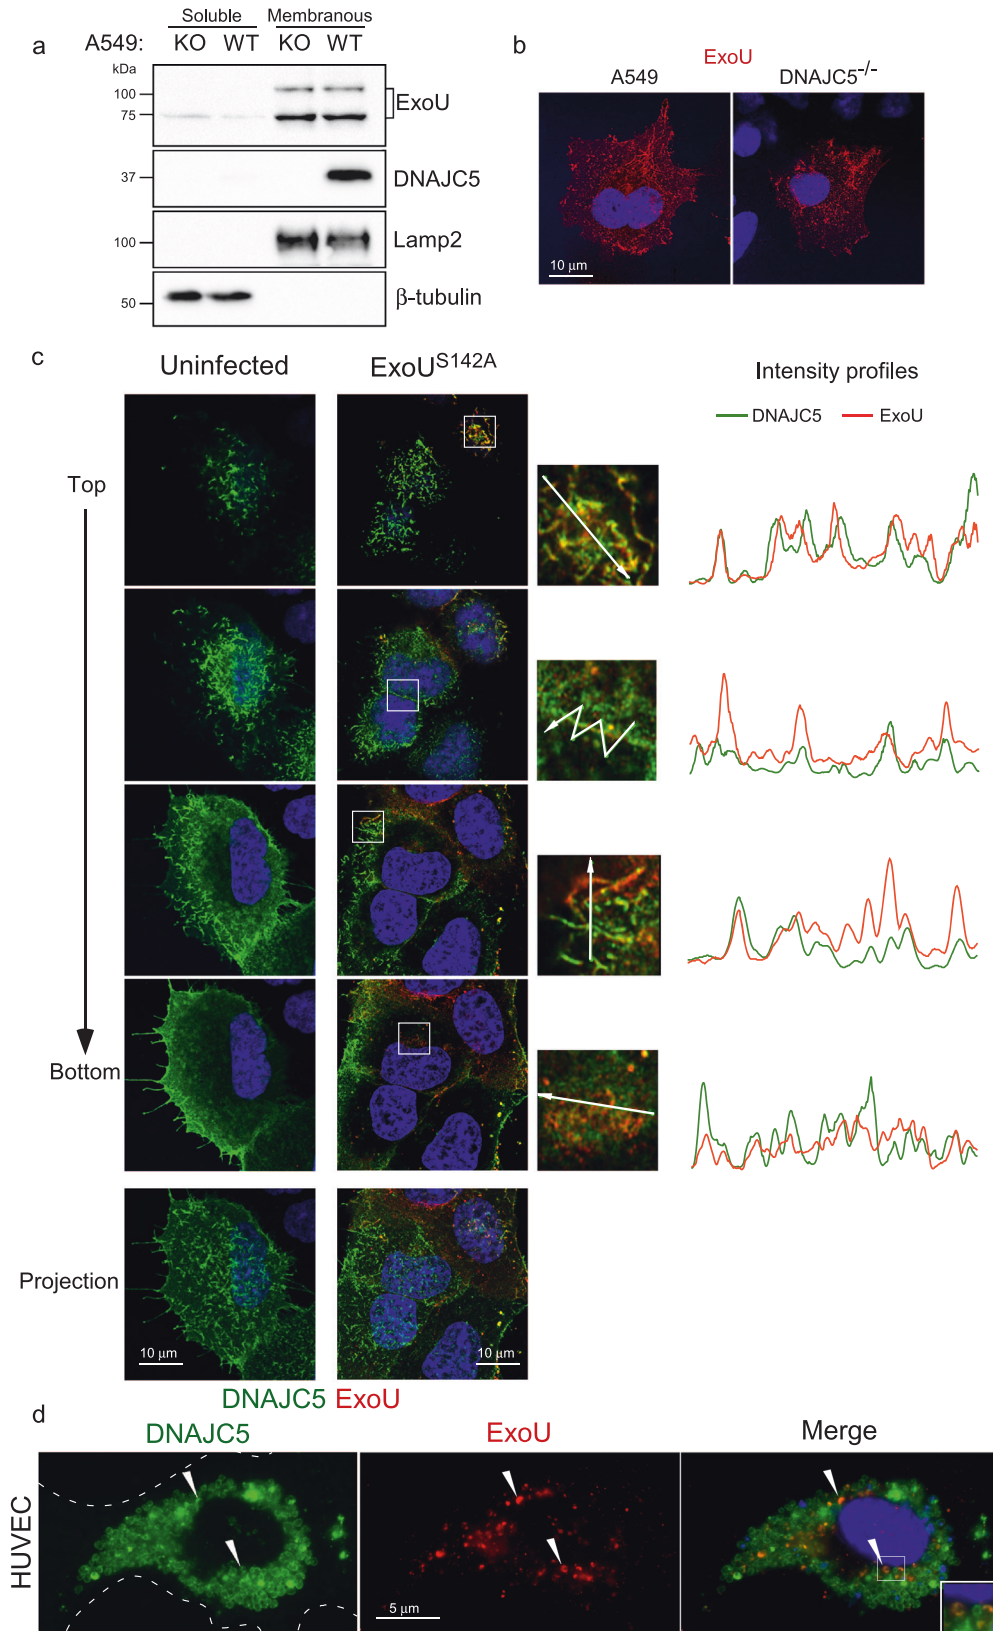 a
Soluble Membranous
A549: KO WT KO WT
kDa
100
75
ExoU
37
DNAJC5
100
Lamp2
50
β-tubulin
b
ExoU
A549 DNAJC5-/-
10 μm
c
Uninfected ExoUS142A
Intensity profiles
DNAJC5 ExoU
Top
Bottom
Projection
10 μm 10 μm
DNAJC5 ExoU
d
DNAJC5 ExoU Merge
HUVEC
5 μm